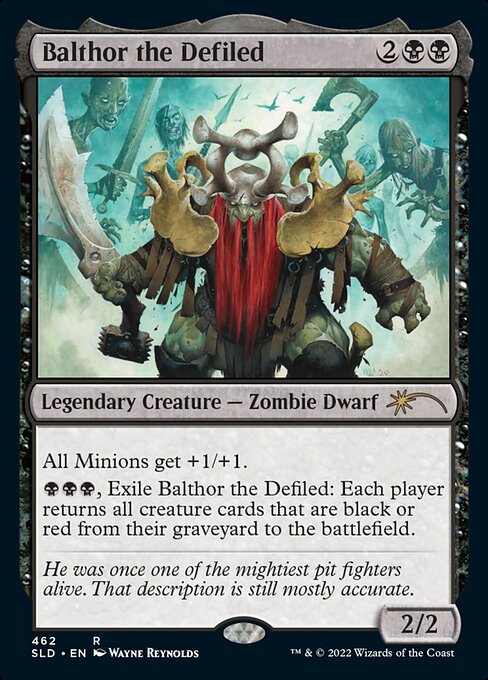 Balthor the Defiled 2
Legendary Creature — Zombie Dwarf
All Minions get +1/+1.
, Exile Balthor the Defiled: Each player
returns all creature cards that are black or
red from their graveyard to the battlefield.
He was once one of the mightiest pit fighters
alive. That description is still mostly accurate.
2/2
462 R
SLD • EN Wayne Reynolds
™ & © 2022 Wizards of the Coast